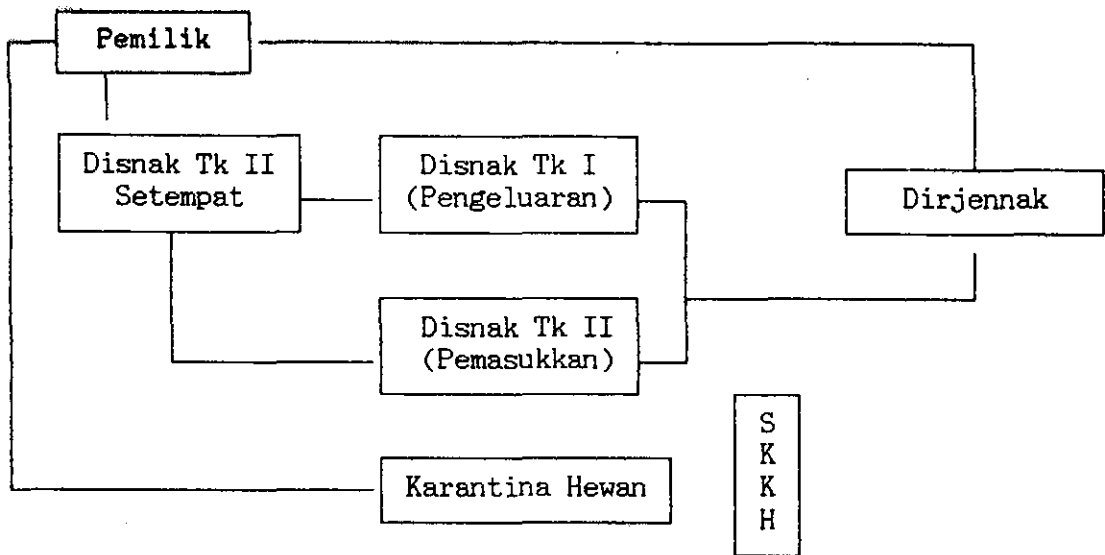 Pemilik
Disnak Tk II
Setempat
Disnak Tk I
(Pengeluaran)
Dirjennak
Disnak Tk II
(Pemasukkan)
Karantina Hewan
S
K
K
H